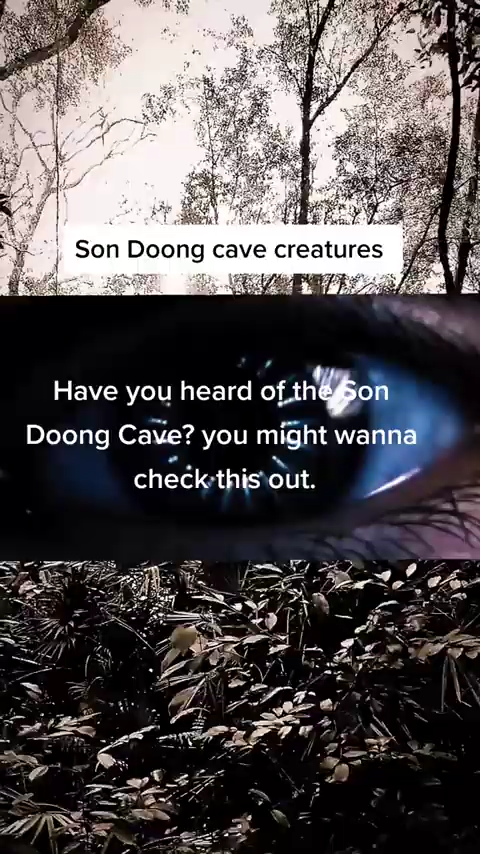 Son Doong cave creatures
Have you heard of the Son
Doong Cave? you might wanna
check this out.